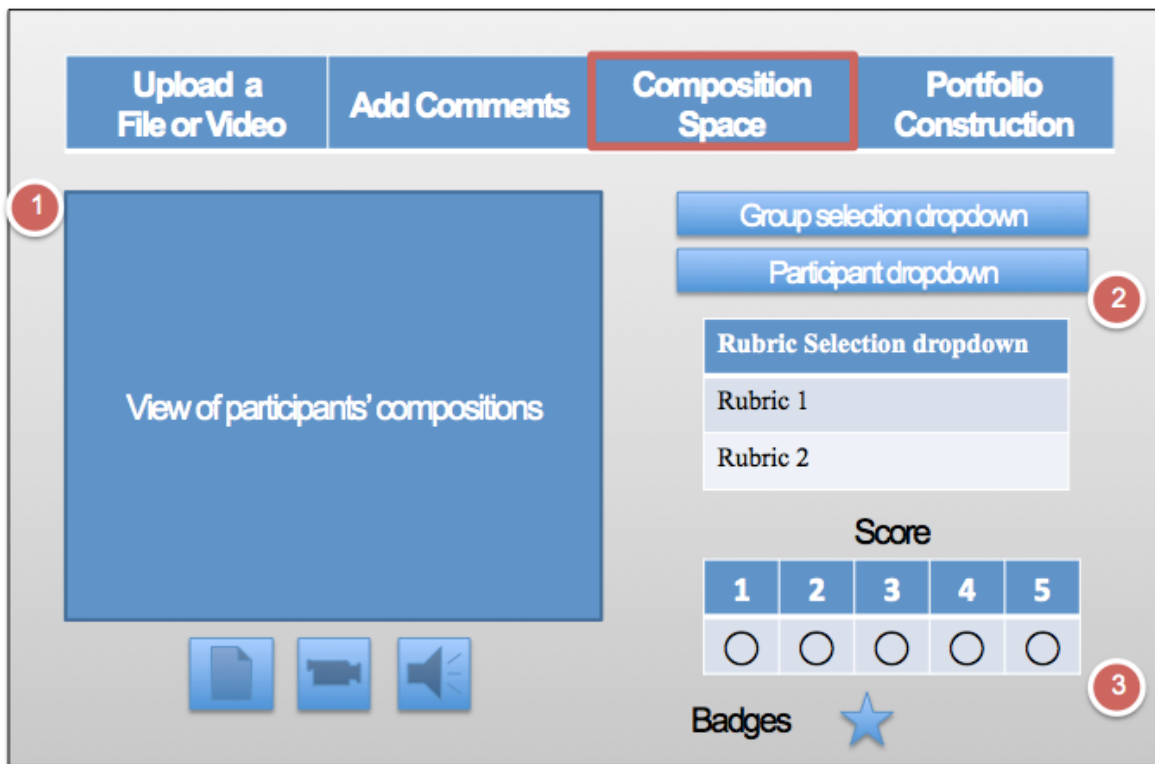 Upload a
File or Video
Add Comments
Composition
Space
Portfolio
Construction
1
View of participants' compositions
Group selection dropdown
Participant dropdown
2
Rubric Selection dropdown
Rubric 1
Rubric 2
Score
1 2 3 4 5
3
Badges